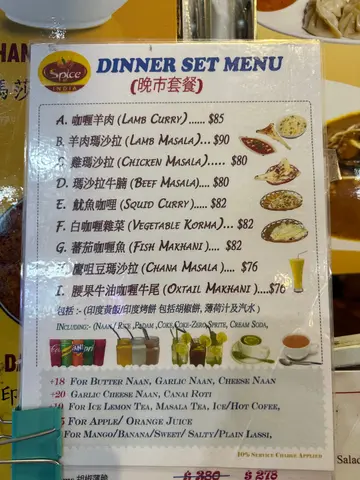 Spice
INDIA
DINNER SET MENU
(晚市套餐)
A. 咖喱羊肉 (LAMB CURRY)...... $85
B. 羊肉瑪沙拉 (LAMB MASALA)... $90
C. 雞瑪沙拉 (CHICKEN MASALA)..... $80
D. 瑪沙拉牛腩 (BEEF MASALA).... $80
E. 魷魚咖哩 (SQUID CURRY)...... $82
F. 白咖喱雜菜 (VEGETABLE KORMA)... $82
G. 蕃茄咖喱魚 (FISH MAKHANI)... $82
H. 鷹咀豆瑪沙拉 (CHANA MASALA).... $76
I. 腰果牛油咖喱牛尾 (OXTAIL MAKHANI)....$76
包括 :- (印度黃飯/印度烤餅 包括胡椒餅, 薄荷汁及汽水)
INCLUDING:- (NAAN / RICE ,PADAM ,COKE,COKE-ZERO,SPRITE, CREAM SODA,
+18 FOR BUTTER NAAN, GARLIC NAAN, CHEESE NAAN
+20 GARLIC CHEESE NAAN, CANAI ROTI
FOR ICE LEMON TEA, MASALA TEA, ICE/HOT COFEE,
FOR APPLE/ ORANGE JUICE
FOR MANGO/BANANA/SWEET/ SALTY/PLAIN LASSI,
10% SERVICE CHARGE APPLIED
$380 $278